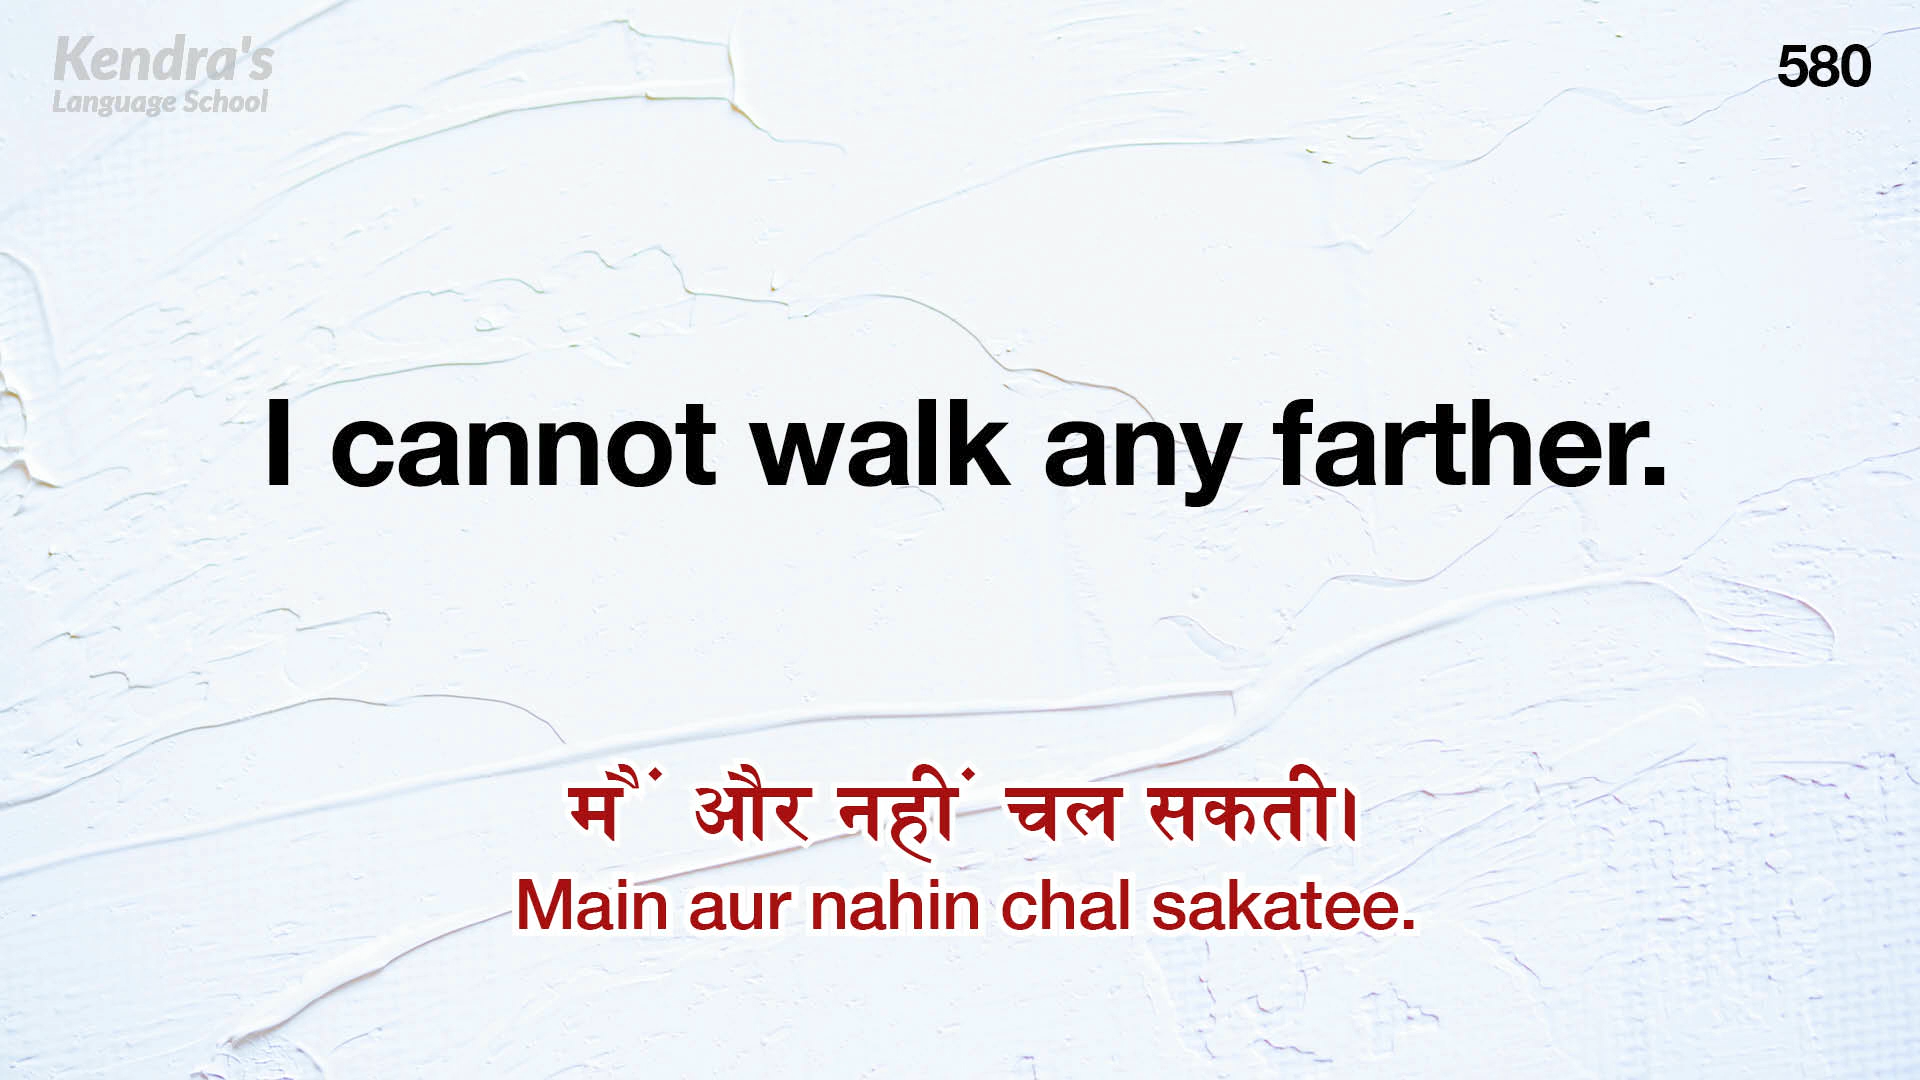 Kendra's
Language School
580
I cannot walk any farther.
मैं और नहीं चल सकती।
Main aur nahin chal sakatee.